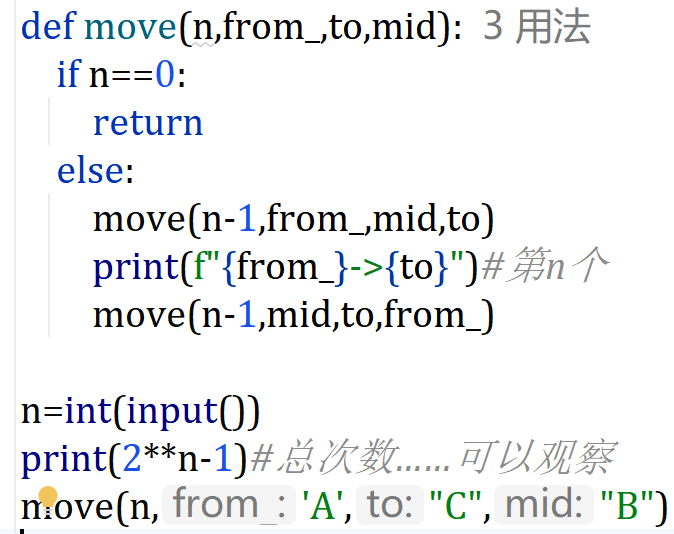 def move(n,from_,to,mid): 3 用法
if n==0:
return
else:
move(n-1,from_,mid,to)
print(f"{from_}->{to}")#第n个
move(n-1,mid,to,from_)
n=int(input())
print(2**n-1)#总次数……可以观察
move(n, from_: 'A', to: "C", mid: "B")